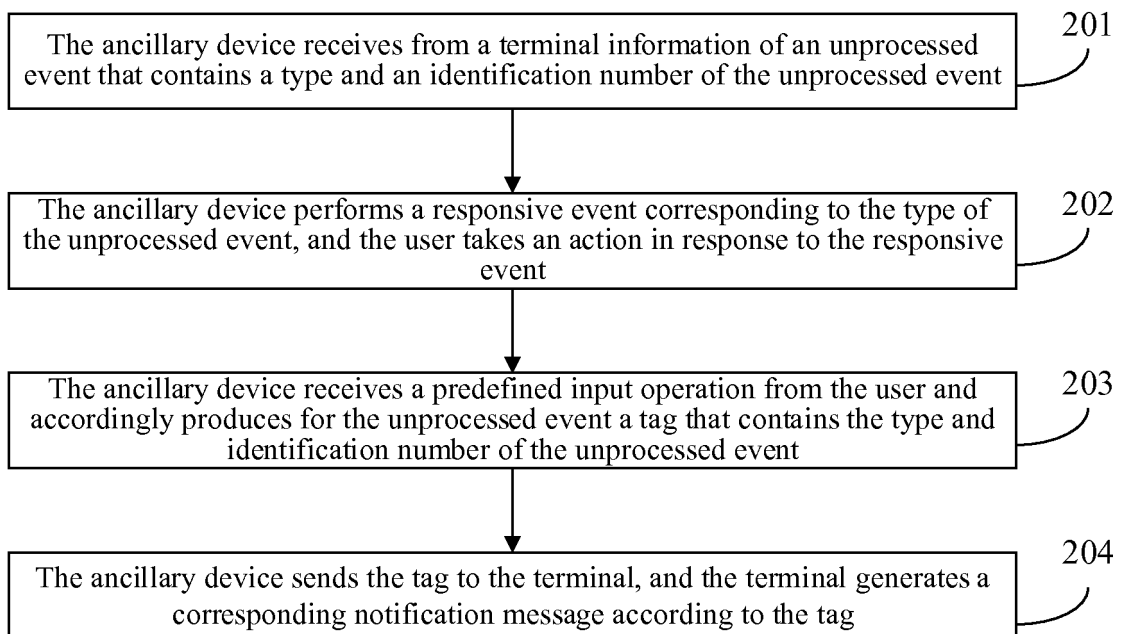 The ancillary device receives from a terminal information of an unprocessed
event that contains a type and an identification number of the unprocessed event
201
The ancillary device performs a responsive event corresponding to the type of
the unprocessed event, and the user takes an action in response to the responsive
event
202
The ancillary device receives a predefined input operation from the user and
accordingly produces for the unprocessed event a tag that contains the type and
identification number of the unprocessed event
203
The ancillary device sends the tag to the terminal, and the terminal generates a
corresponding notification message according to the tag
204